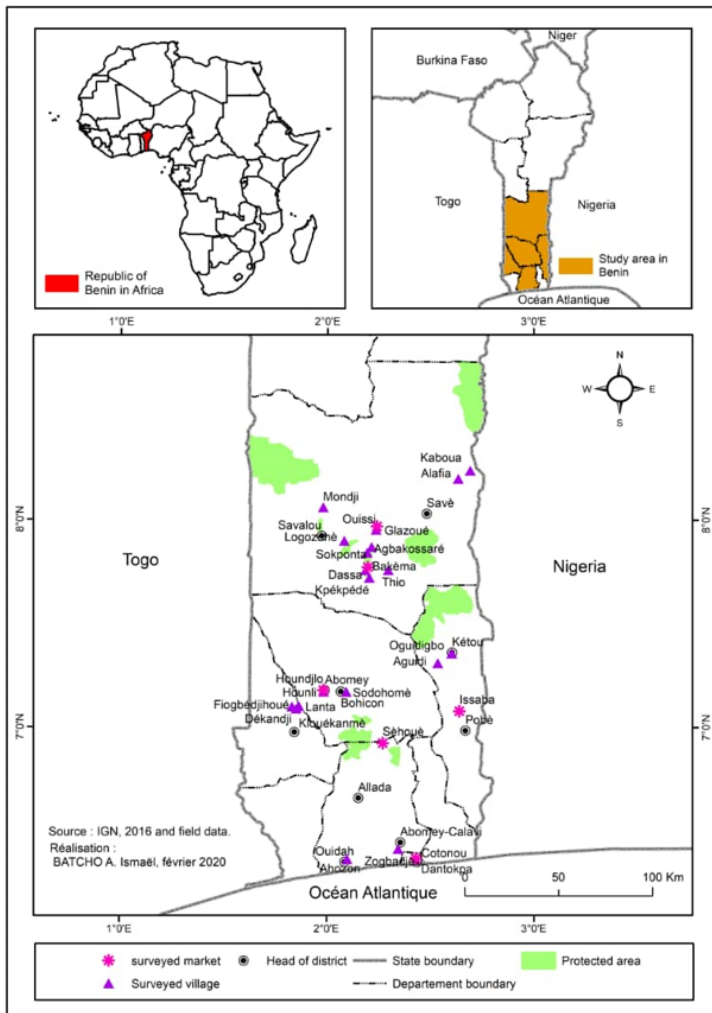 Republic of
Benin in Africa
Niger
Burkina Faso
Togo
Nigeria
Study area in
Benin
Océan Atlantique
1°0'E
2°0'E
3°0'E
N
W
E
S
Kaboua
Alafia
Mondji
Savè
Ouissi
8°0'N
8°0'N
Savalou
Glazoué
Logozohè
Agbakossaré
Sokponta
Togo
Bakèma
Nigeria
Dassa
Thio
Kpékpédé
Oguidigbo
Kétou
Aguidi
Houndjlo
Abomey
Hounli
Sodohomè
Issaba
Fiogbédjihoué
Lanta
Bohicon
Dékandji
Klouékanmè
Pobè
7°0'N
7°0'N
Sèhouè
Allada
Source : IGN, 2016 and field data.
Abomey-Calavi
Réalisation :
Ouidah
Cotonou
BATCHO A. Ismaël, février 2020
Zogbadjè
Ahozon
Dantokpa
0
50
100 Km
Océan Atlantique
1°0'E
2°0'E
3°0'E
surveyed market
Head of district
State boundary
Protected area
Surveyed village
Departement boundary